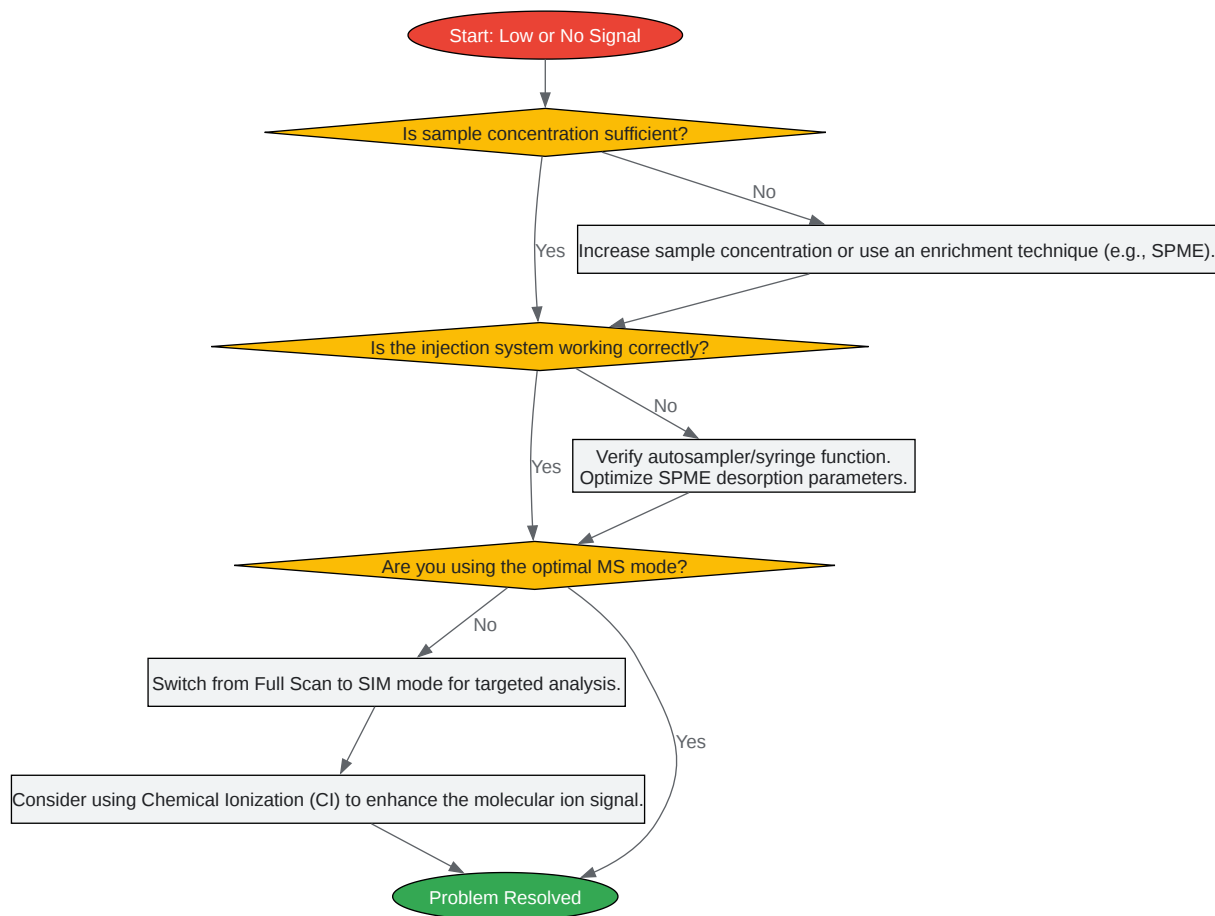 Start: Low or No Signal
Is sample concentration sufficient?
No
Yes
Increase sample concentration or use an enrichment technique (e.g., SPME).
Is the injection system working correctly?
No
Yes
Verify autosampler/syringe function.
Optimize SPME desorption parameters.
Are you using the optimal MS mode?
No
Switch from Full Scan to SIM mode for targeted analysis.
Yes
Consider using Chemical Ionization (CI) to enhance the molecular ion signal.
Problem Resolved